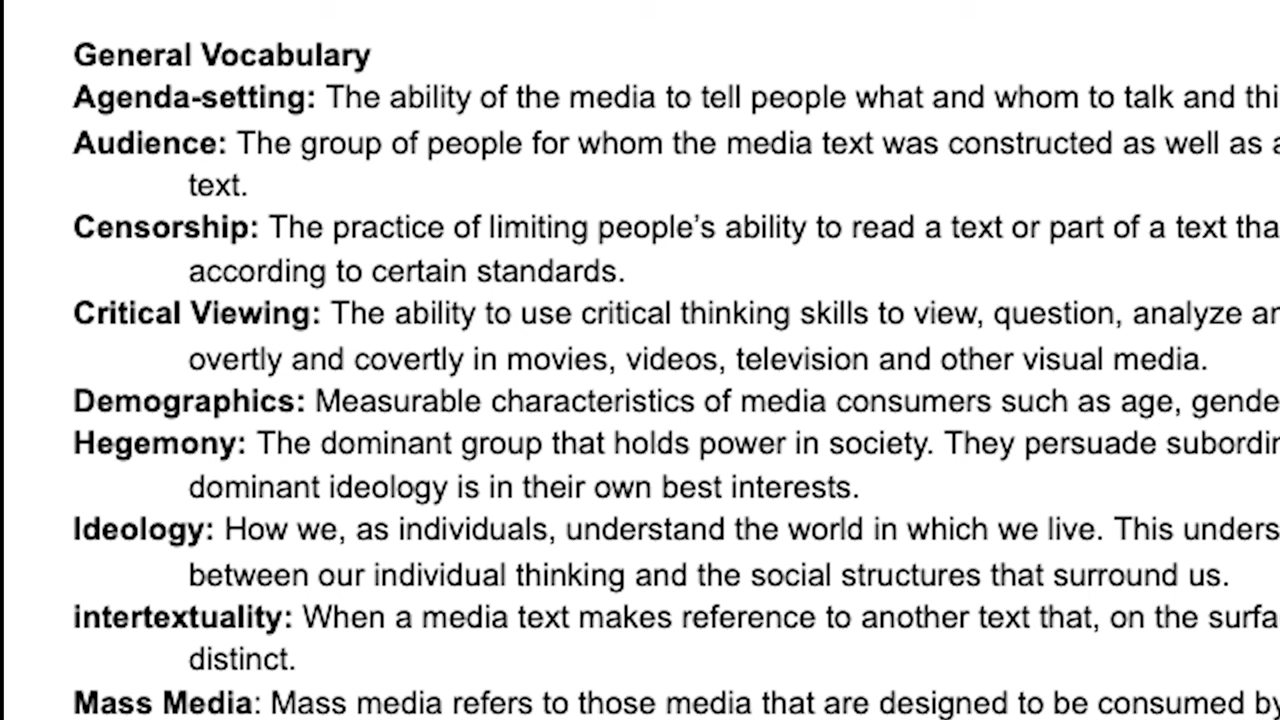 General Vocabulary
Agenda-setting: The ability of the media to tell people what and whom to talk and
Audience: The group of people for whom the media text was constructed as well as
text.
Censorship: The practice of limiting people’s ability to read a text or part of a text
according to certain standards.
Critical Viewing: The ability to use critical thinking skills to view, question, analyze
overtly and covertly in movies, videos, television and other visual media.
Demographics: Measurable characteristics of media consumers such as age,
Hegemony: The dominant group that holds power in society. They persuade
dominant ideology is in their own best interests.
Ideology: How we, as individuals, understand the world in which we live. This
between our individual thinking and the social structures that surround us.
intertextuality: When a media text makes reference to another text that, on the
distinct.
Mass Media: Mass media refers to those media that are designed to be consumed by